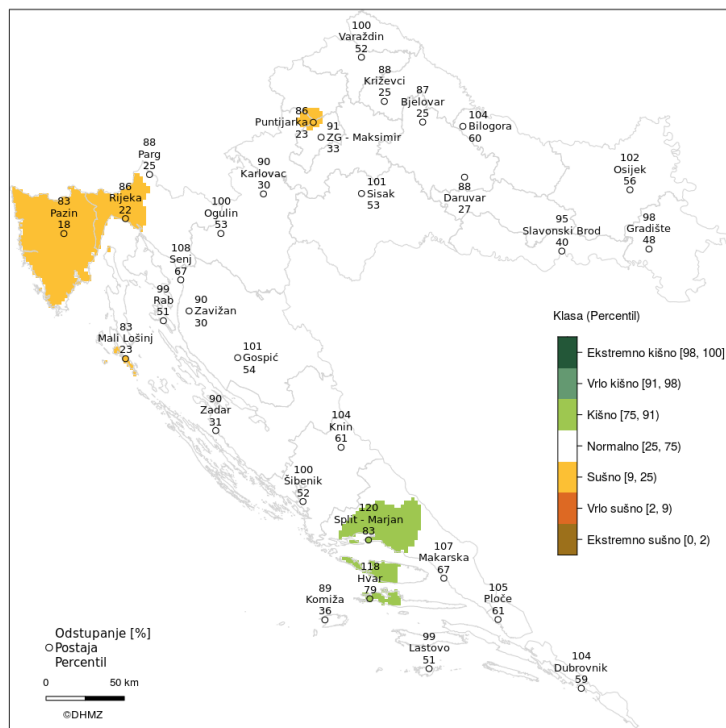 100
Varaždin
52
88
Križevci
25
87
Bjelovar
25
104
Bilogora
60
86
Puntijarka
23
91
ZG - Maksimir
33
88
Parg
25
90
Karlovac
30
101
Sisak
53
88
Daruvar
27
102
Osijek
56
83
Pazin
18
86
Rijeka
22
100
Ogulin
53
95
Slavonski Brod
40
98
Gradište
48
108
Senj
67
99
Rab
51
90
Zavižan
30
83
Mali Lošinj
23
101
Gospić
54
90
Zadar
31
104
Knin
61
100
Šibenik
52
120
Split - Marjan
83
118
Hvar
79
107
Makarska
67
89
Komiža
36
105
Ploče
61
99
Lastovo
51
104
Dubrovnik
59
Klasa (Percentil)
Ekstremno kišno [98, 100]
Vrlo kišno [91, 98)
Kišno [75, 91)
Normalno [25, 75)
Sušno [9, 25)
Vrlo sušno [2, 9)
Ekstremno sušno [0, 2)
Odstupanje [%]
Postaja
Percentil
0 50 km
©DHMZ